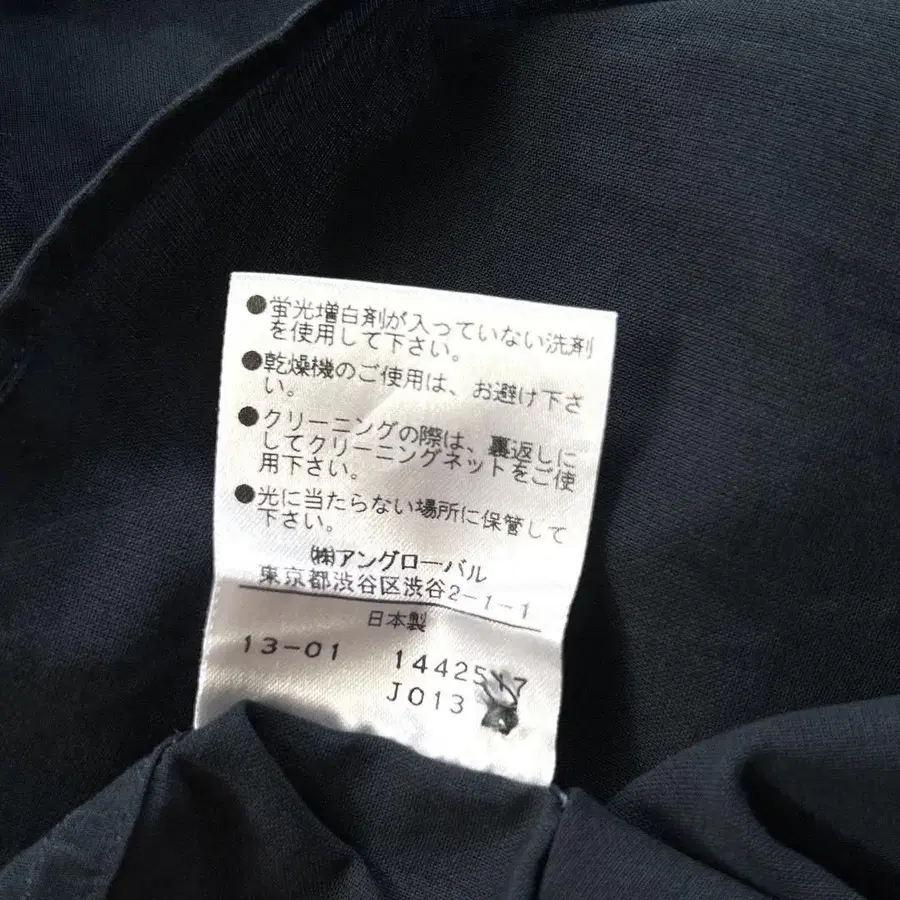 ●蛍光増白剤が入っていない洗剤
を使用して下さい。
●乾燥機のご使用は、お避け下さ
い。
●クリーニングの際は、裏返しに
してクリーニングネットをご使
用下さい。
●光に当たらない場所に保管して
下さい。
㈱アングローバル
東京都渋谷区渋谷2-1-1
日本製
13-01 1442517
J013